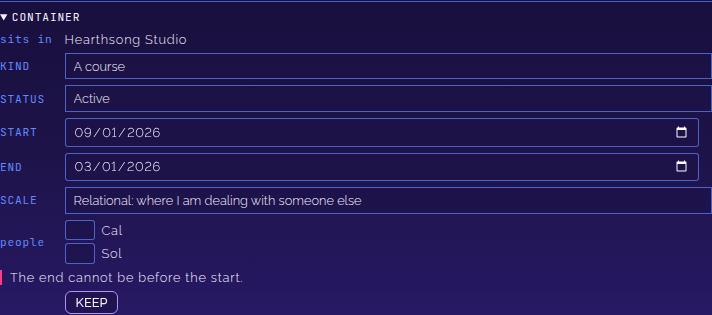 ▼ CONTAINER
sits in Hearthsong Studio
KIND A course
STATUS Active
START 09/01/2026
END 03/01/2026
SCALE Relational: where I am dealing with someone else
people Cal
Sol
The end cannot be before the start.
KEEP